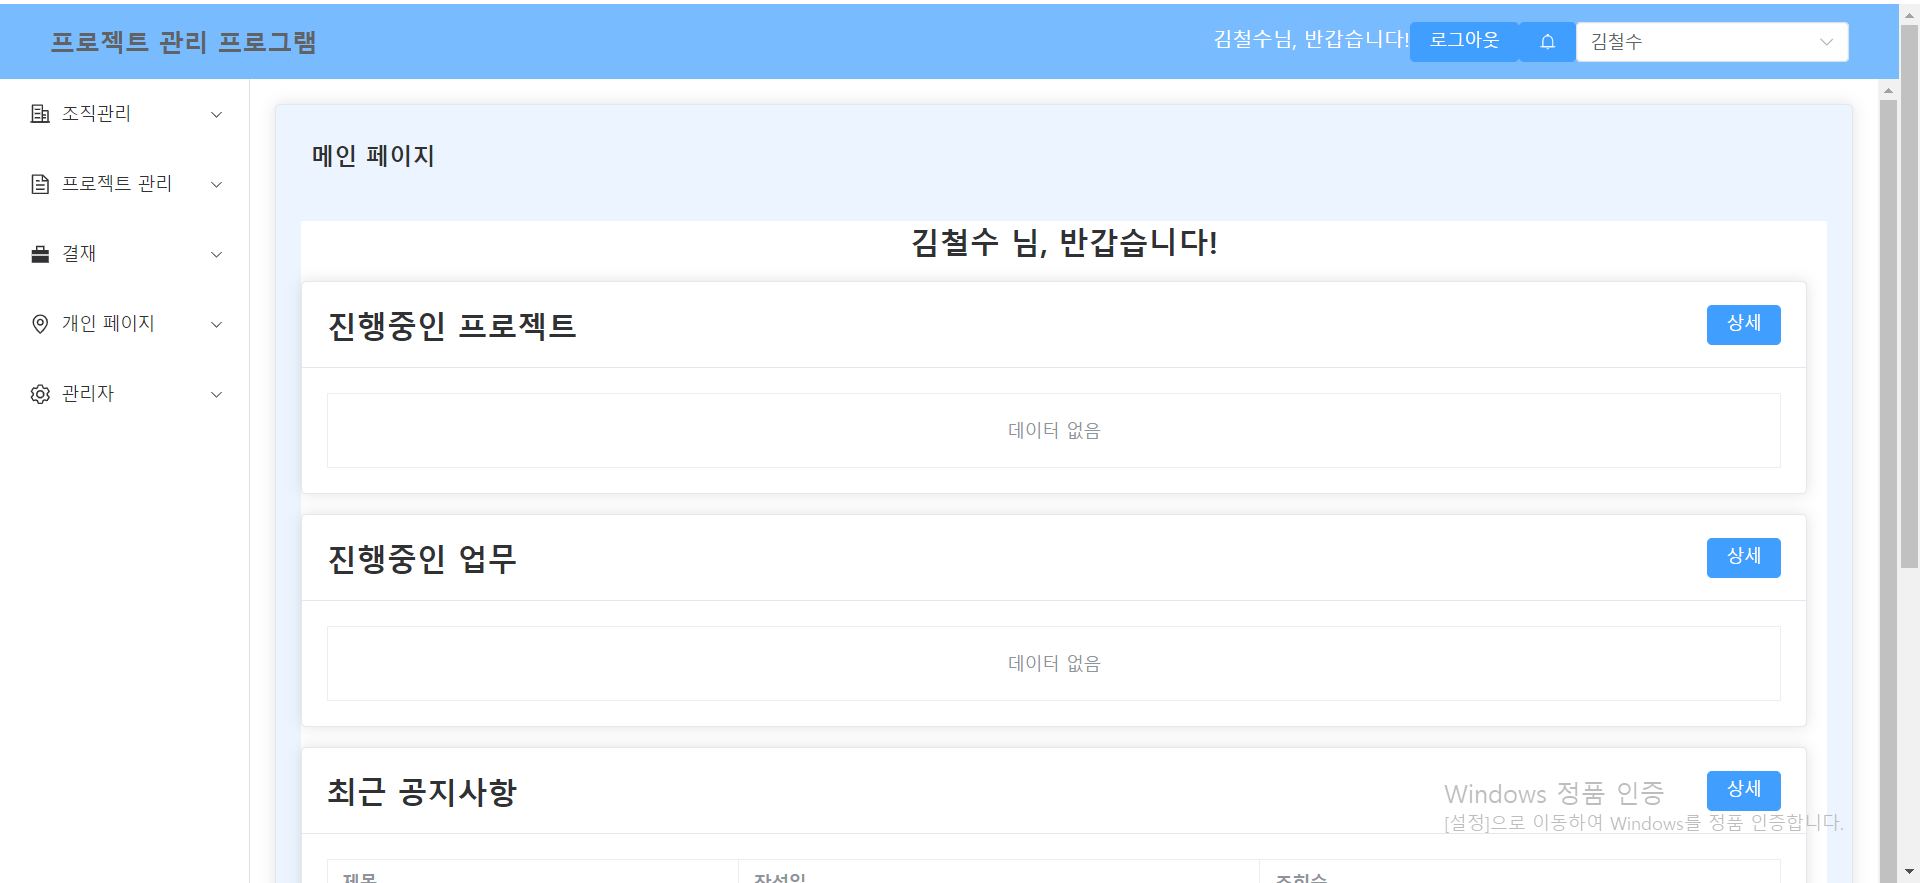 프로젝트 관리 프로그램
김철수님, 반갑습니다! 로그아웃 김철수
조직관리
프로젝트 관리
결재
개인 페이지
관리자
메인 페이지
김철수 님, 반갑습니다!
진행중인 프로젝트 상세
데이터 없음
진행중인 업무 상세
데이터 없음
최근 공지사항 상세
제목 작성일 조회수
Windows 정품 인증
[설정]으로 이동하여 Windows를 정품 인증합니다.